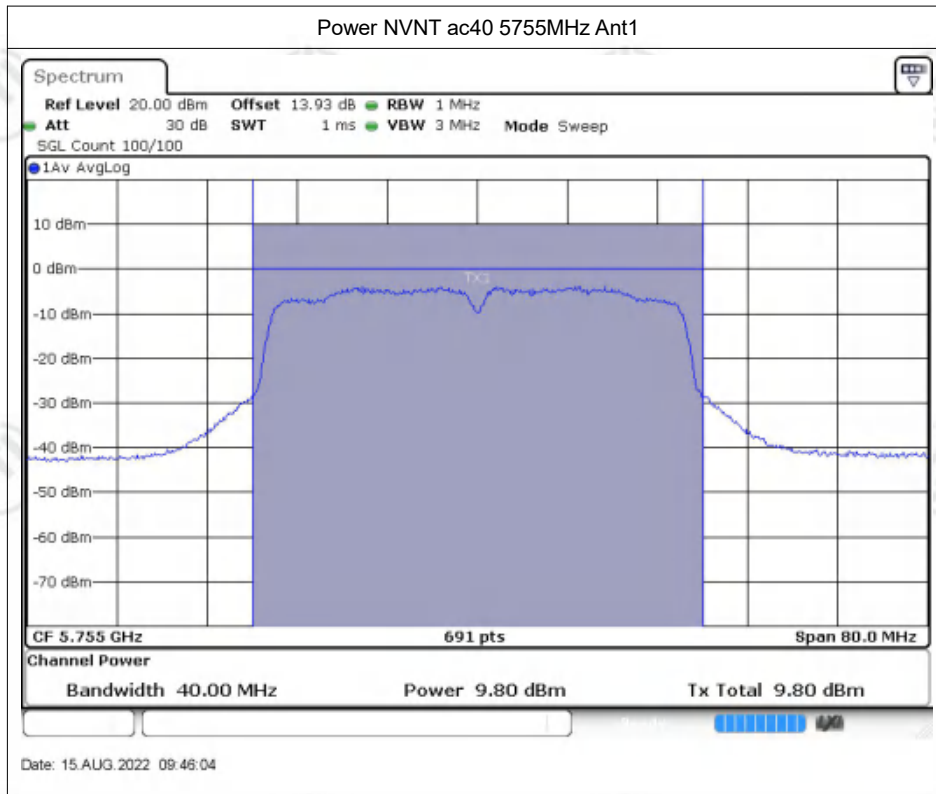 Power NVNT ac40 5755MHz Ant1
Spectrum
Ref Level 20.00 dBm Offset 13.93 dB RBW 1 MHz
Att 30 dB SWT 1 ms VBW 3 MHz Mode Sweep
SGL Count 100/100
1Av AvgLog
10 dBm
0 dBm
TX1
-10 dBm
-20 dBm
-30 dBm
-40 dBm
-50 dBm
-60 dBm
-70 dBm
CF 5.755 GHz 691 pts Span 80.0 MHz
Channel Power
Bandwidth 40.00 MHz Power 9.80 dBm Tx Total 9.80 dBm
Date: 15.AUG.2022 09:46:04